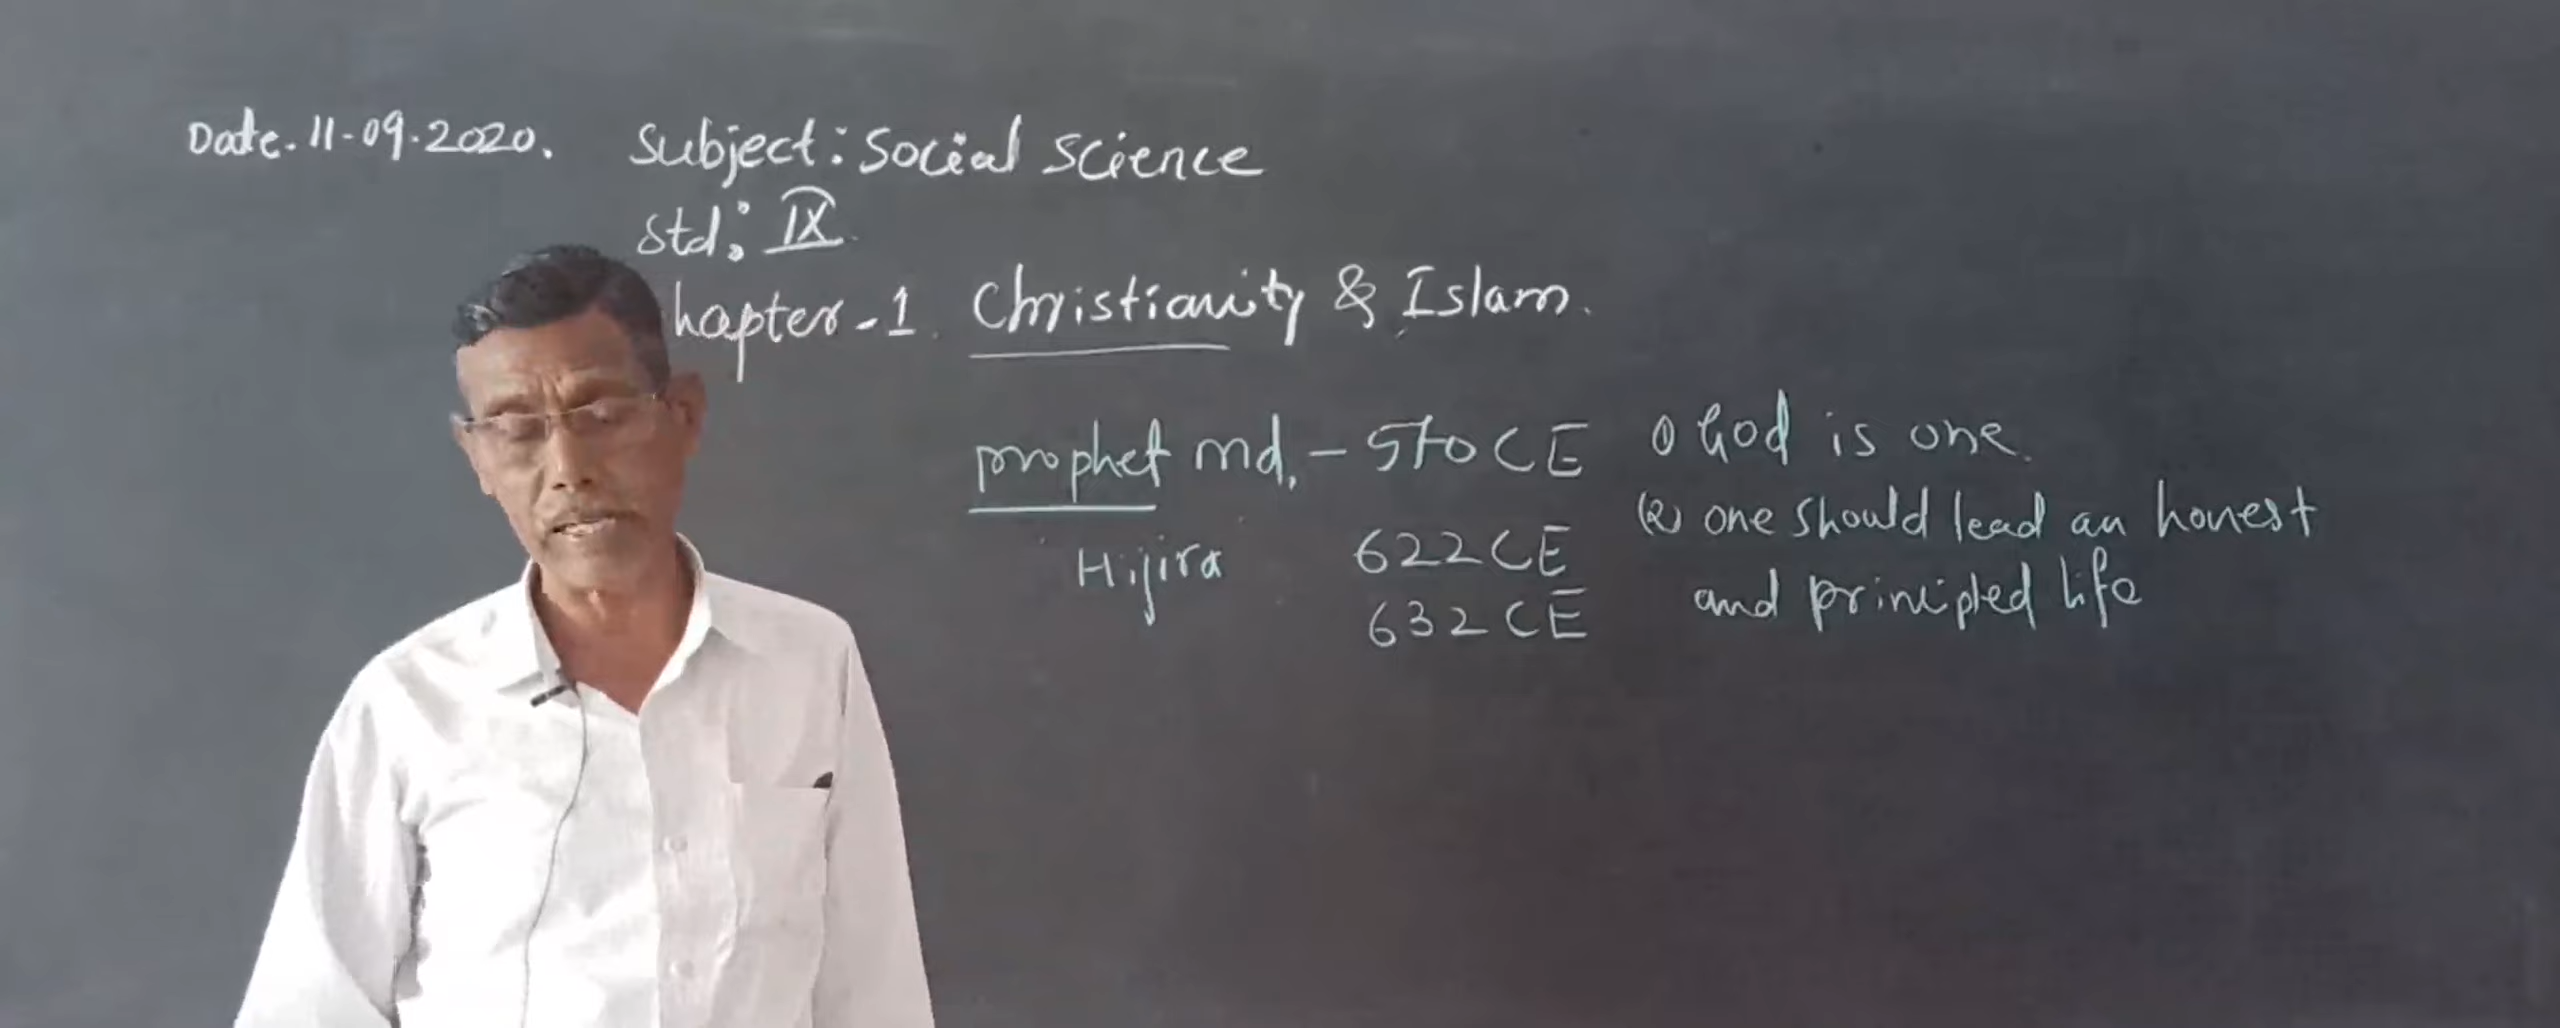 Date. 11-09-2020. Subject: Social Science
Std: IX
hapter-1. Christianity & Islam.
prophet md. - 570 CE
Hijira 622 CE
632 CE
(1) God is one.
(2) one should lead an honest
and principled life